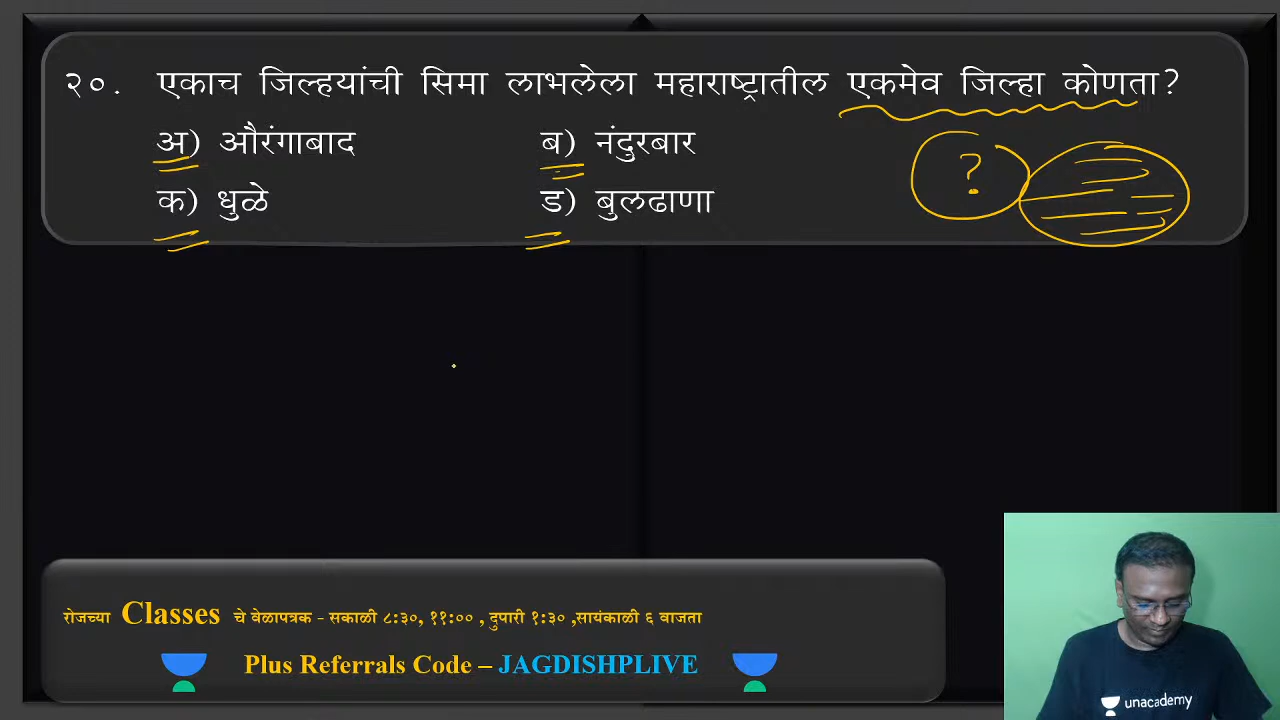 २०. एकाच जिल्हयांची सिमा लाभलेला महाराष्ट्रातील एकमेव जिल्हा कोणता?
अ) औरंगाबाद ब) नंदुरबार
?
क) धुळे ड) बुलढाणा
रोजच्या Classes चे वेळापत्रक - सकाळी ८:३०, ११:०० , दुपारी १:३० ,सायंकाळी ६ वाजता
Plus Referrals Code – JAGDISHPLIVE
unacademy